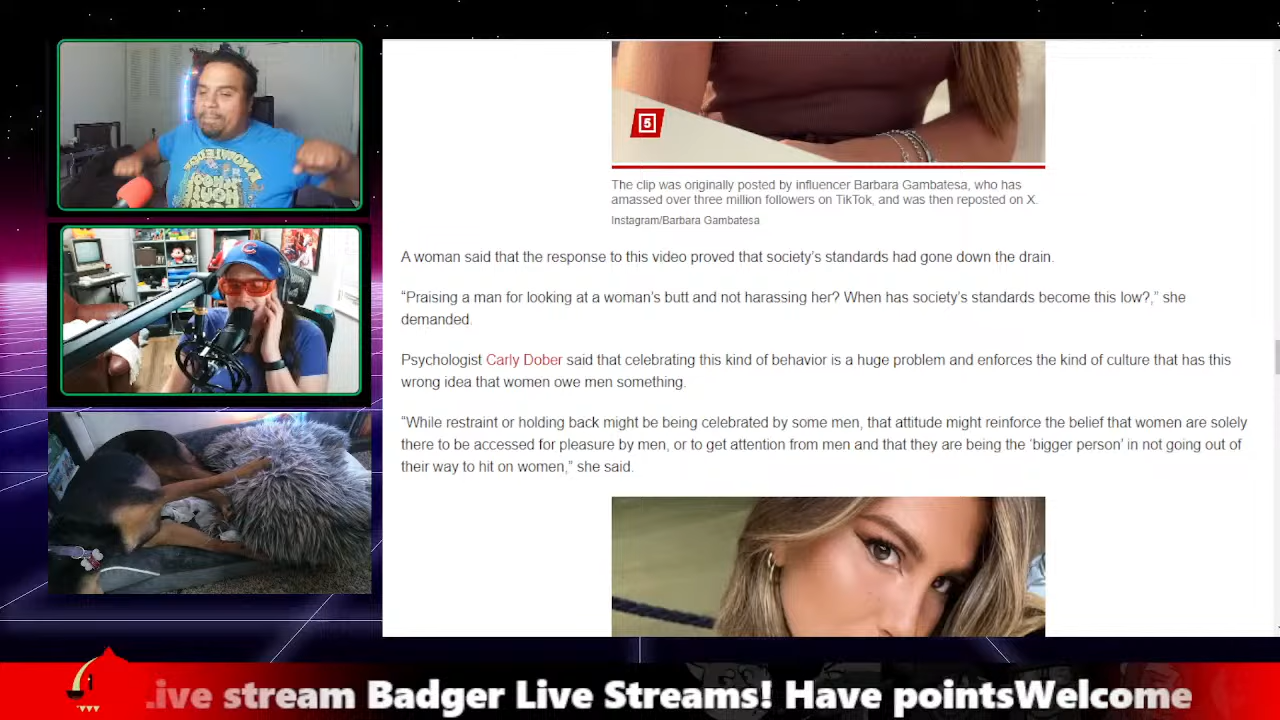 5
The clip was originally posted by influencer Barbara Gambatesa, who has
amassed over three million followers on TikTok, and was then reposted on X.
Instagram/Barbara Gambatesa
A woman said that the response to this video proved that society’s standards had gone down the drain.
“Praising a man for looking at a woman’s butt and not harassing her? When has society’s standards become this low?,” she
demanded.
Psychologist Carly Dober said that celebrating this kind of behavior is a huge problem and enforces the kind of culture that has this
wrong idea that women owe men something.
“While restraint or holding back might be being celebrated by some men, that attitude might reinforce the belief that women are solely
there to be accessed for pleasure by men, or to get attention from men and that they are being the ‘bigger person’ in not going out of
their way to hit on women,” she said.
ive stream Badger Live Streams! Have pointsWelcome